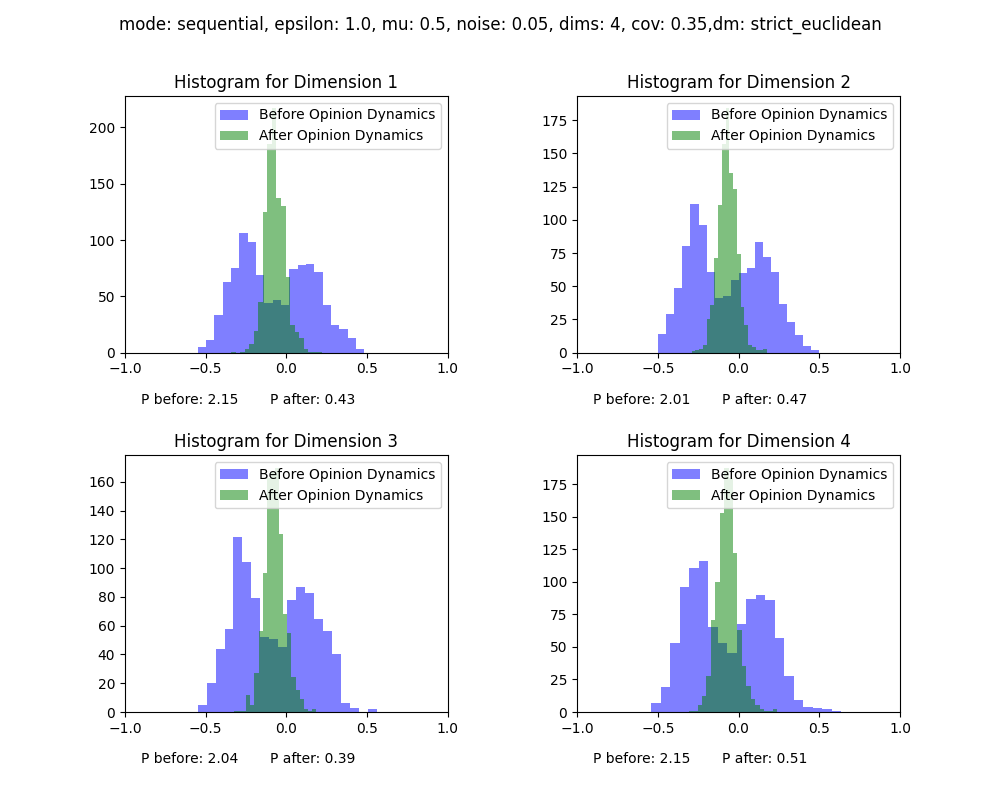 mode: sequential, epsilon: 1.0, mu: 0.5, noise: 0.05, dims: 4, cov: 0.35,dm: strict_euclidean
Histogram for Dimension 1
Before Opinion Dynamics
After Opinion Dynamics
200
150
100
50
0
−1.0 −0.5 0.0 0.5 1.0
P before: 2.15 P after: 0.43
Histogram for Dimension 2
Before Opinion Dynamics
After Opinion Dynamics
175
150
125
100
75
50
25
0
−1.0 −0.5 0.0 0.5 1.0
P before: 2.01 P after: 0.47
Histogram for Dimension 3
Before Opinion Dynamics
After Opinion Dynamics
160
140
120
100
80
60
40
20
0
−1.0 −0.5 0.0 0.5 1.0
P before: 2.04 P after: 0.39
Histogram for Dimension 4
Before Opinion Dynamics
After Opinion Dynamics
175
150
125
100
75
50
25
0
−1.0 −0.5 0.0 0.5 1.0
P before: 2.15 P after: 0.51